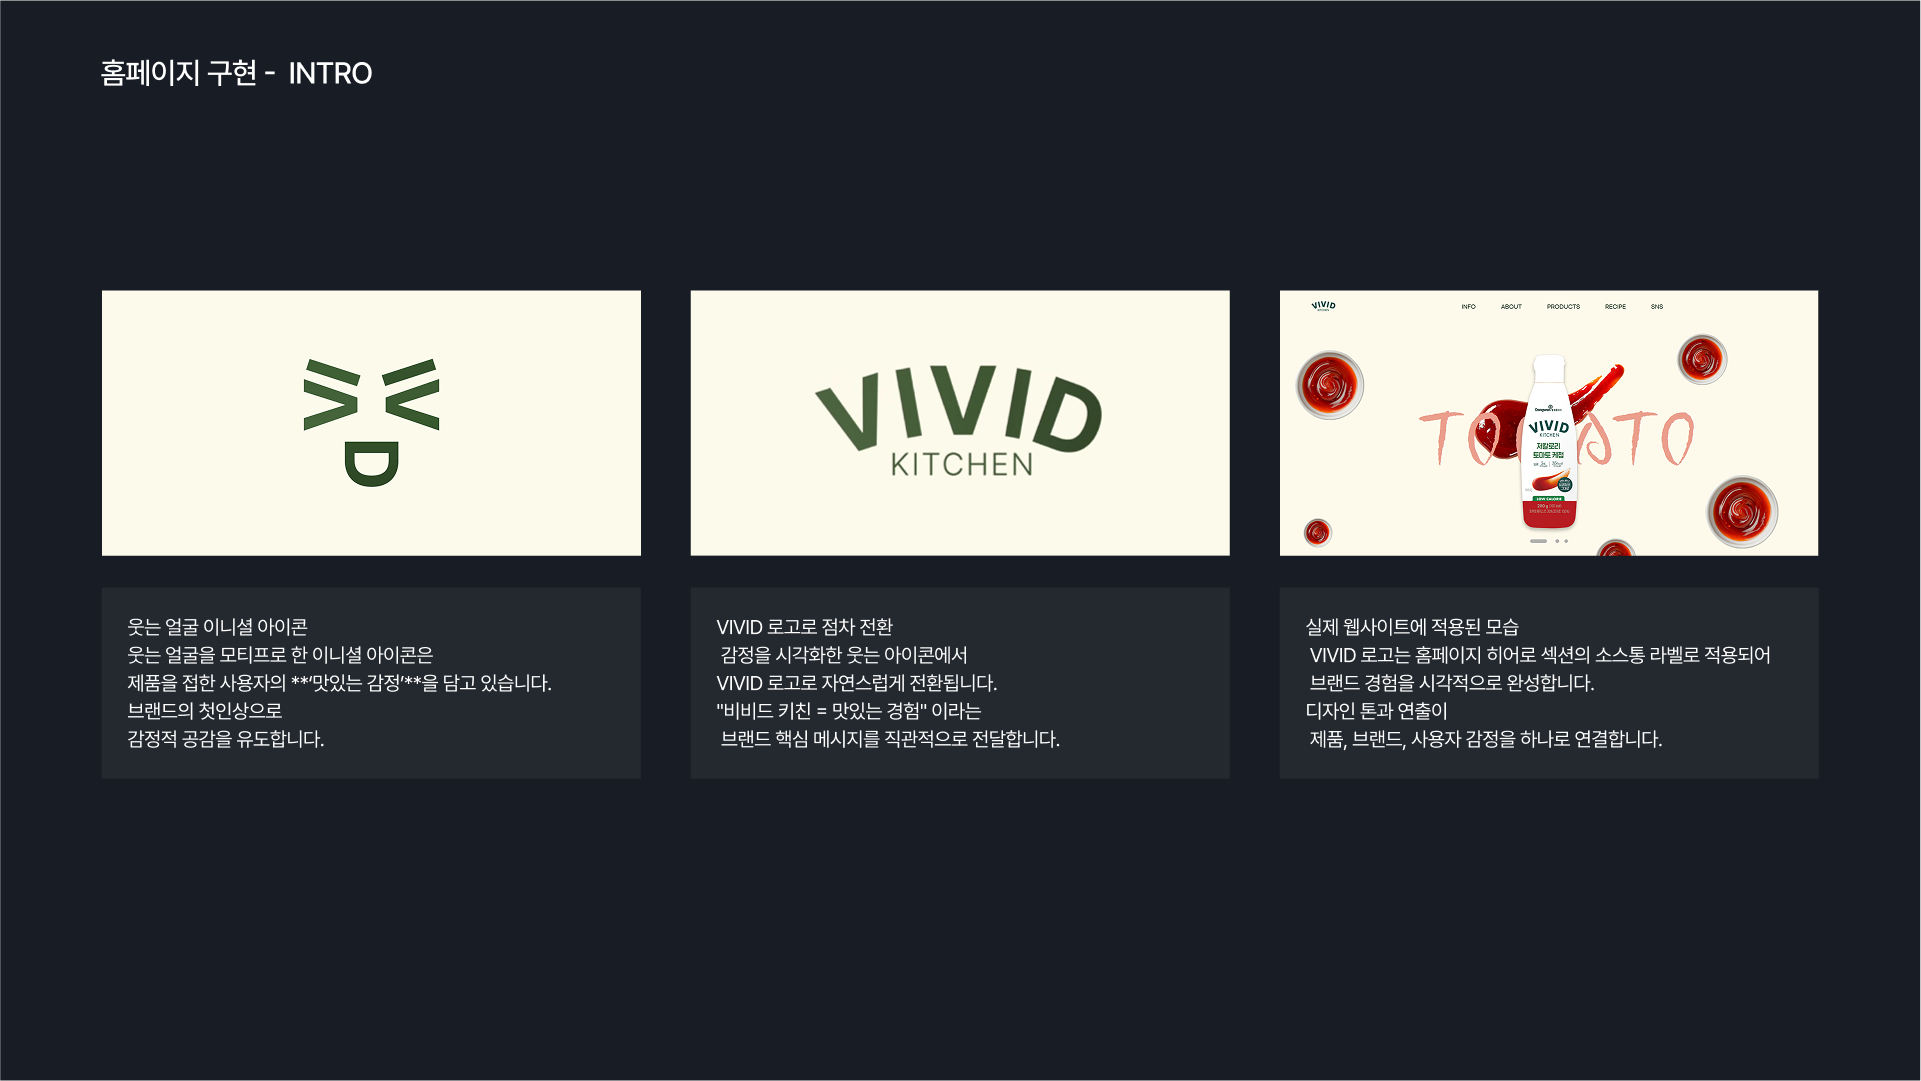 홈페이지 구현 - INTRO
VIVID
KITCHEN
VIVID
KITCHEN
INFO ABOUT PRODUCTS RECIPE SNS
TOMATO
Dongwon
VIVID
KITCHEN
저칼로리
토마토 케첩
LOW CALORIE
웃는 얼굴 이니셜 아이콘
웃는 얼굴을 모티프로 한 이니셜 아이콘은
제품을 접한 사용자의 **'맛있는 감정'**을 담고 있습니다.
브랜드의 첫인상으로
감정적 공감을 유도합니다.
VIVID 로고로 점차 전환
감정을 시각화한 웃는 아이콘에서
VIVID 로고로 자연스럽게 전환됩니다.
"비비드 키친 = 맛있는 경험" 이라는
브랜드 핵심 메시지를 직관적으로 전달합니다.
실제 웹사이트에 적용된 모습
VIVID 로고는 홈페이지 히어로 섹션의 소스통 라벨로 적용되어
브랜드 경험을 시각적으로 완성합니다.
디자인 톤과 연출이
제품, 브랜드, 사용자 감정을 하나로 연결합니다.